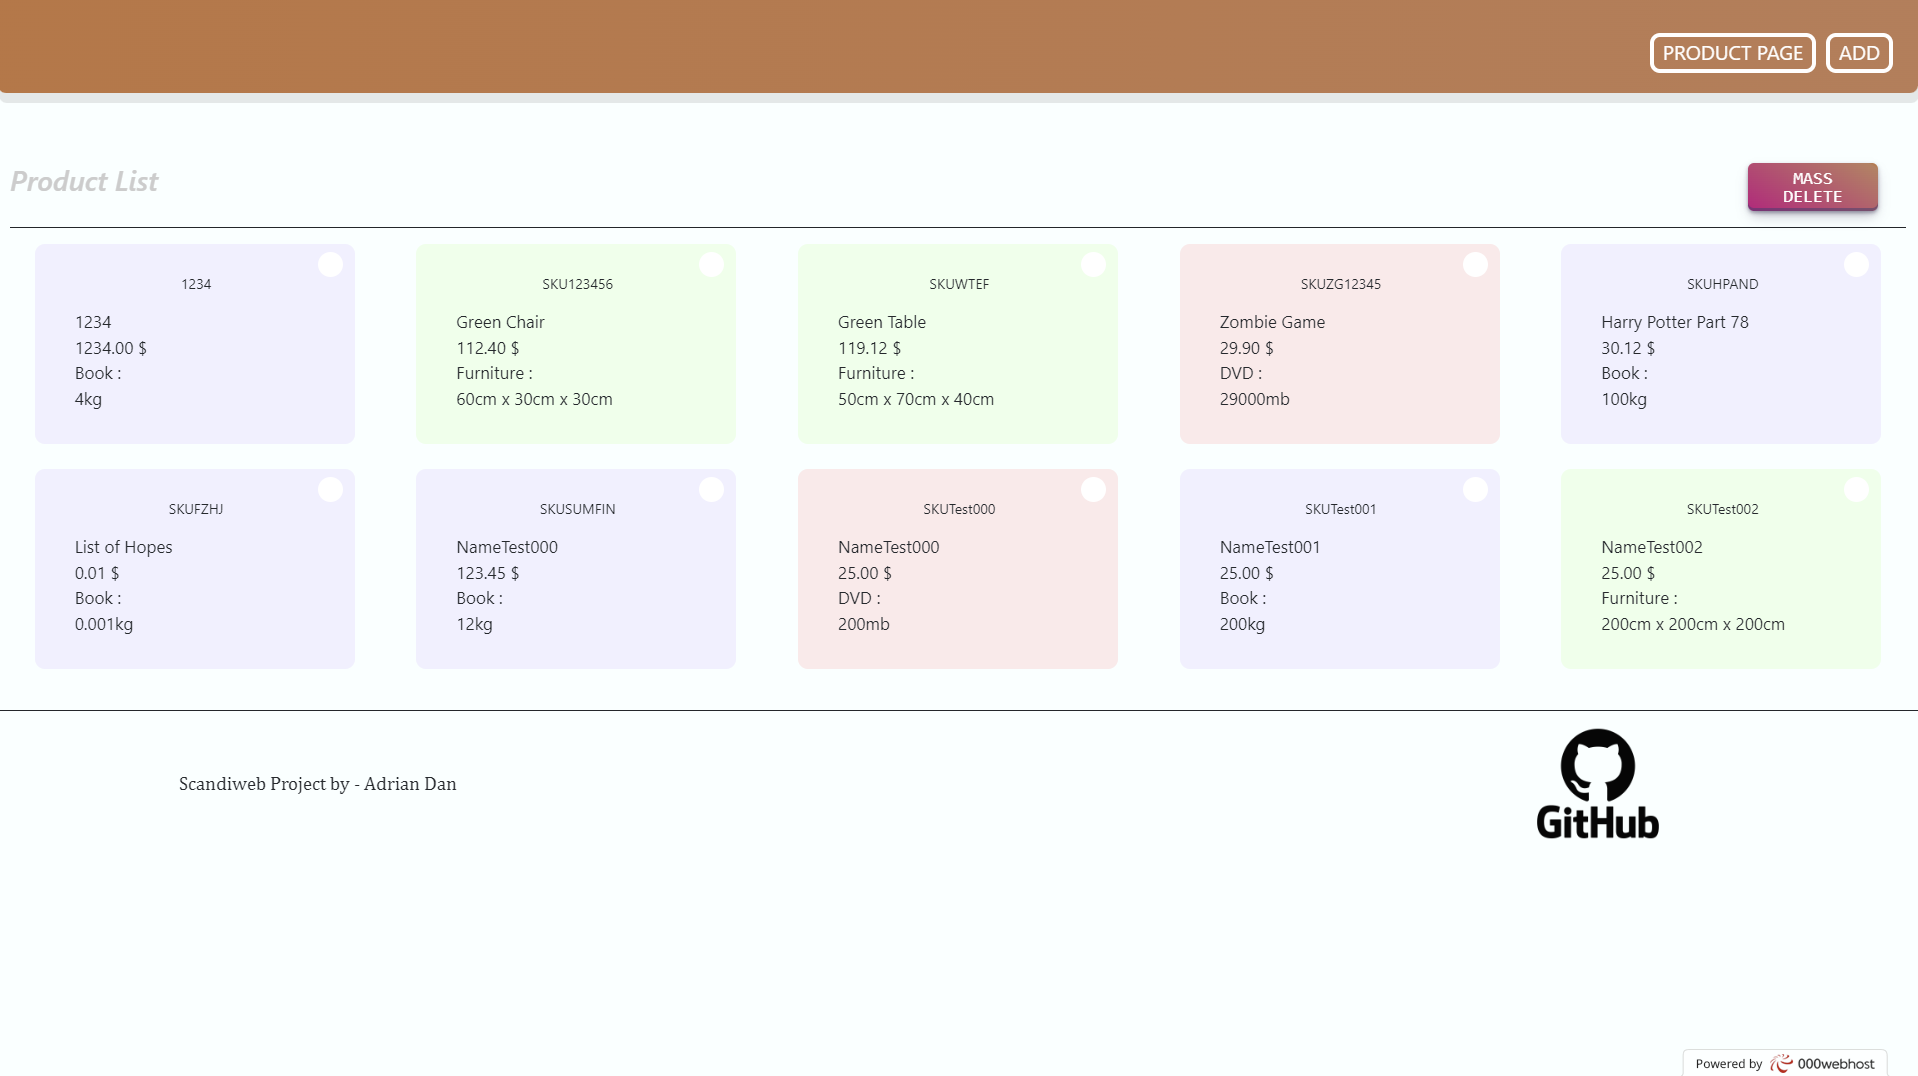 PRODUCT PAGE
ADD
Product List
MASS
DELETE
1234
1234
1234.00 $
Book :
4kg
SKU123456
Green Chair
112.40 $
Furniture :
60cm x 30cm x 30cm
SKUWTEF
Green Table
119.12 $
Furniture :
50cm x 70cm x 40cm
SKUZG12345
Zombie Game
29.90 $
DVD :
29000mb
SKUHPAND
Harry Potter Part 78
30.12 $
Book :
100kg
SKUFZHJ
List of Hopes
0.01 $
Book :
0.001kg
SKUSUMFIN
NameTest000
123.45 $
Book :
12kg
SKUTest000
NameTest000
25.00 $
DVD :
200mb
SKUTest001
NameTest001
25.00 $
Book :
200kg
SKUTest002
NameTest002
25.00 $
Furniture :
200cm x 200cm x 200cm
Scandiweb Project by - Adrian Dan
GitHub
Powered by 000webhost